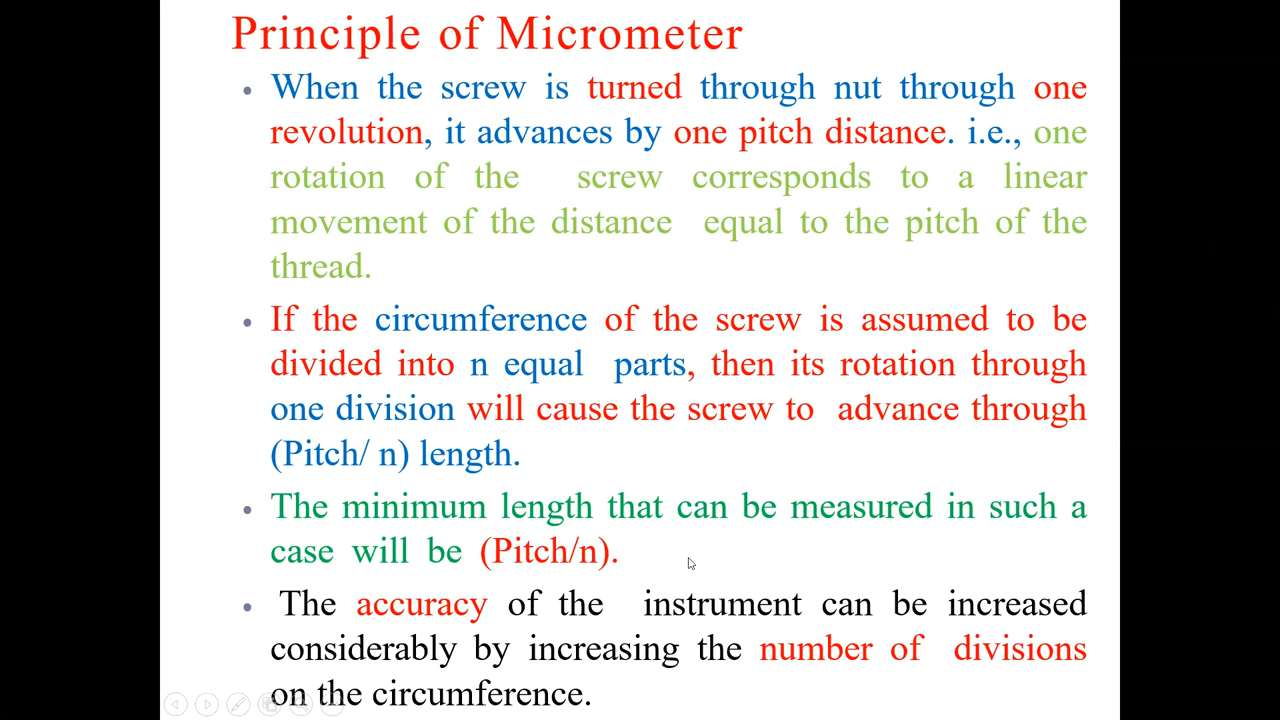 Principle of Micrometer
• When the screw is turned through nut through one
revolution, it advances by one pitch distance. i.e., one
rotation of the screw corresponds to a linear
movement of the distance equal to the pitch of the
thread.
• If the circumference of the screw is assumed to be
divided into n equal parts, then its rotation through
one division will cause the screw to advance through
(Pitch/ n) length.
• The minimum length that can be measured in such a
case will be (Pitch/n).
• The accuracy of the instrument can be increased
considerably by increasing the number of divisions
on the circumference.